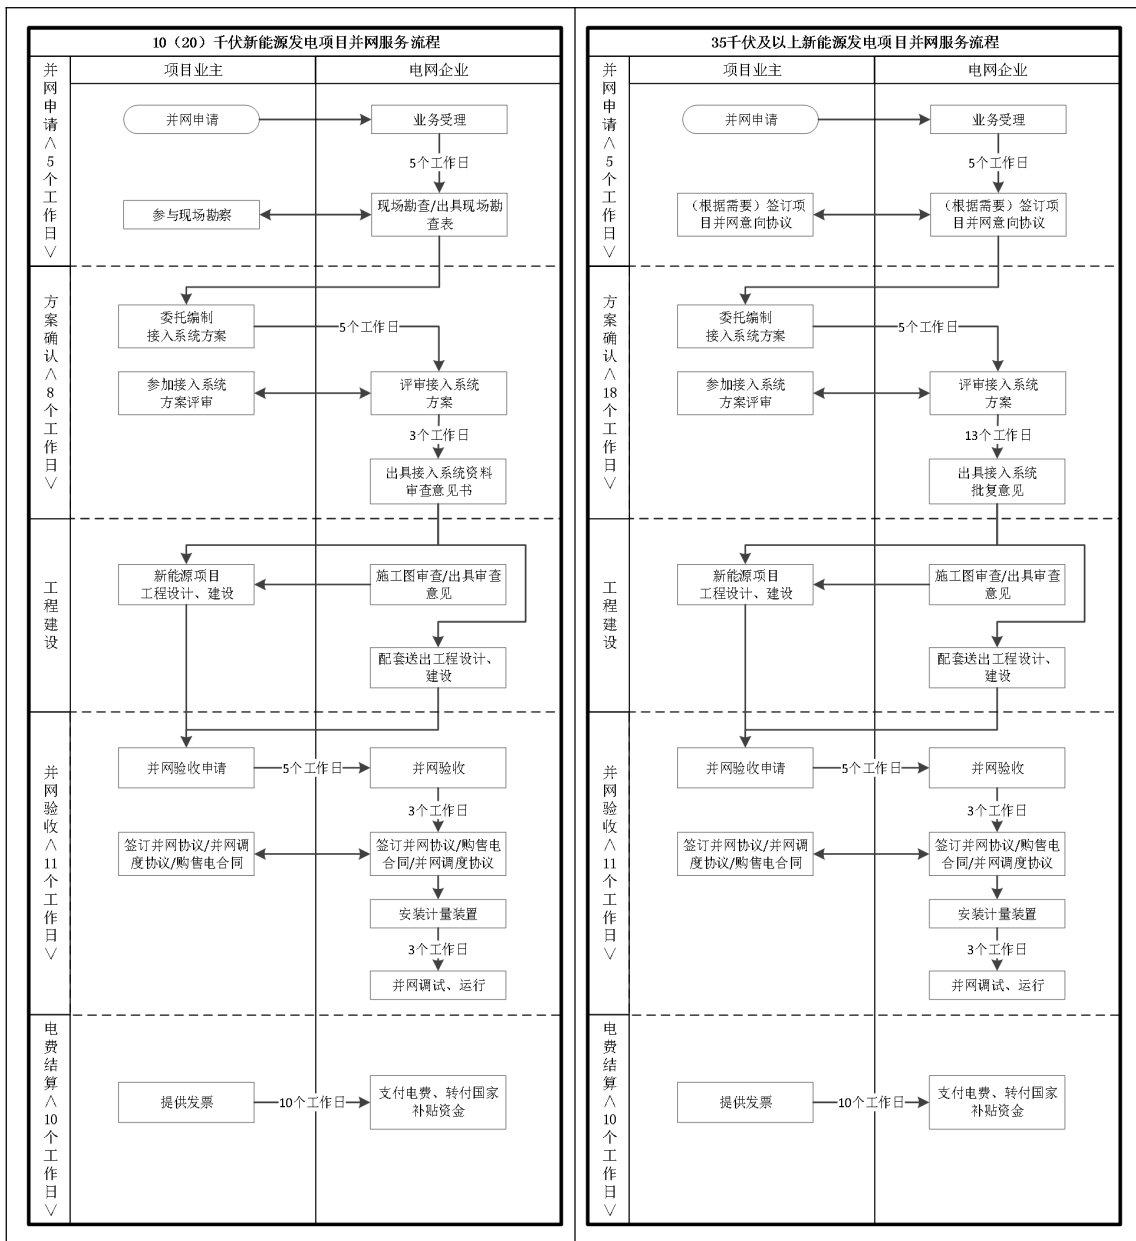 10（20）千伏新能源发电项目并网服务流程
项目业主
电网企业
并网申请＜5个工作日＞
并网申请
业务受理
5个工作日
参与现场勘察
现场勘查/出具现场勘
查表
方案确认＜8个工作日＞
委托编制
接入系统方案
5个工作日
参加接入系统
方案评审
评审接入系统
方案
3个工作日
出具接入系统资料
审查意见书
工程建设
新能源项目
工程设计、建设
施工图审查/出具审查
意见
配套送出工程设计、
建设
并网验收＜11个工作日＞
并网验收申请
5个工作日
并网验收
3个工作日
签订并网协议/并网调
度协议/购售电合同
签订并网协议/购售电
合同/并网调度协议
安装计量装置
3个工作日
并网调试、运行
电费结算＜10个工作日＞
提供发票
10个工作日
支付电费、转付国家
补贴资金
35千伏及以上新能源发电项目并网服务流程
项目业主
电网企业
并网申请＜5个工作日＞
并网申请
业务受理
5个工作日
（根据需要）签订项
目并网意向协议
（根据需要）签订项
目并网意向协议
方案确认＜18个工作日＞
委托编制
接入系统方案
5个工作日
参加接入系统
方案评审
评审接入系统
方案
13个工作日
出具接入系统
批复意见
工程建设
新能源项目
工程设计、建设
施工图审查/出具审查
意见
配套送出工程设计、
建设
并网验收＜11个工作日＞
并网验收申请
5个工作日
并网验收
3个工作日
签订并网协议/并网调
度协议/购售电合同
签订并网协议/购售电
合同/并网调度协议
安装计量装置
3个工作日
并网调试、运行
电费结算＜10个工作日＞
提供发票
10个工作日
支付电费、转付国家
补贴资金